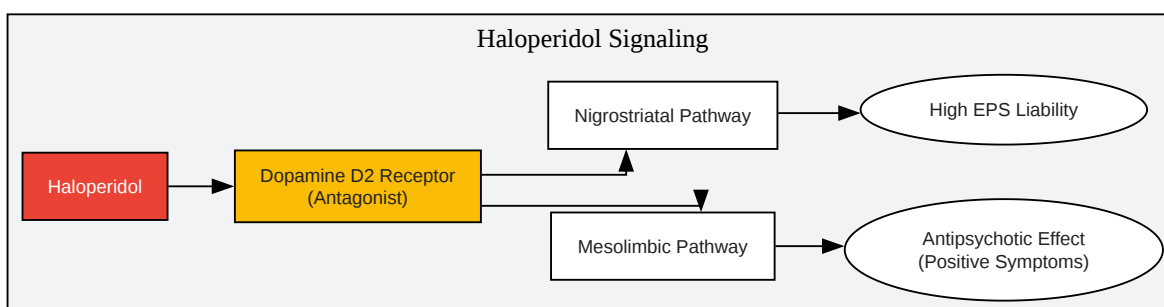 Haloperidol Signaling
Nigrostriatal Pathway
High EPS Liability
Haloperidol
Dopamine D2 Receptor
(Antagonist)
Mesolimbic Pathway
Antipsychotic Effect
(Positive Symptoms)